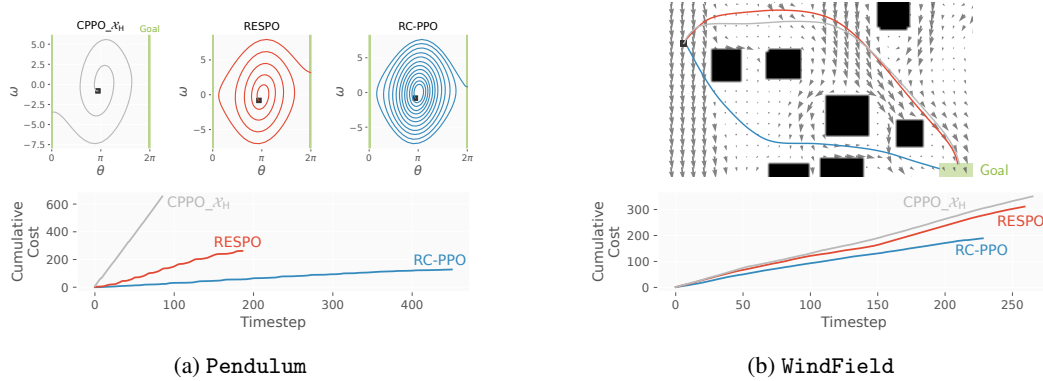 CPPO_𝒳H
Goal
RESPO
RC-PPO
5.0
2.5
0.0
−2.5
−5.0
−7.5
ω
0
π
2π
θ
5
0
−5
ω
0
π
2π
θ
5
0
−5
ω
0
π
2π
θ
Goal
600
400
200
0
Cumulative
Cost
CPPO_𝒳H
RESPO
RC-PPO
0
100
200
300
400
Timestep
300
200
100
0
Cumulative
Cost
CPPO_𝒳H
RESPO
RC-PPO
0
50
100
150
200
250
Timestep
(a) Pendulum
(b) WindField